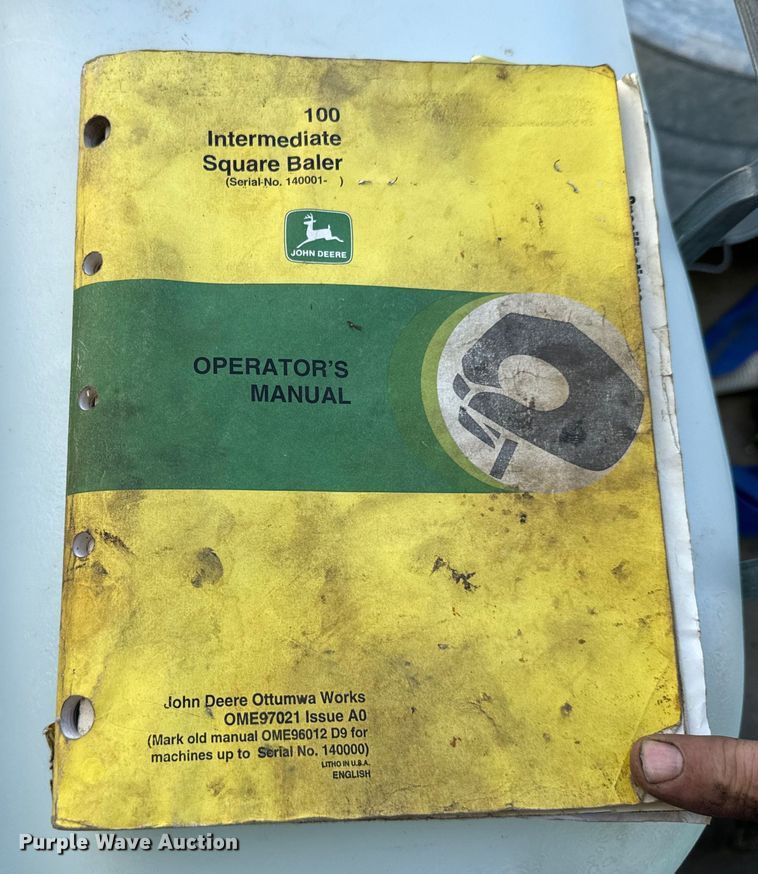 100
Intermediate
Square Baler
(Serial No. 140001- )
JOHN DEERE
OPERATOR'S
MANUAL
John Deere Ottumwa Works
OME97021 Issue A0
(Mark old manual OME96012 D9 for
machines up to Serial No. 140000)
LITHO IN U.S.A.
ENGLISH
Purple Wave Auction